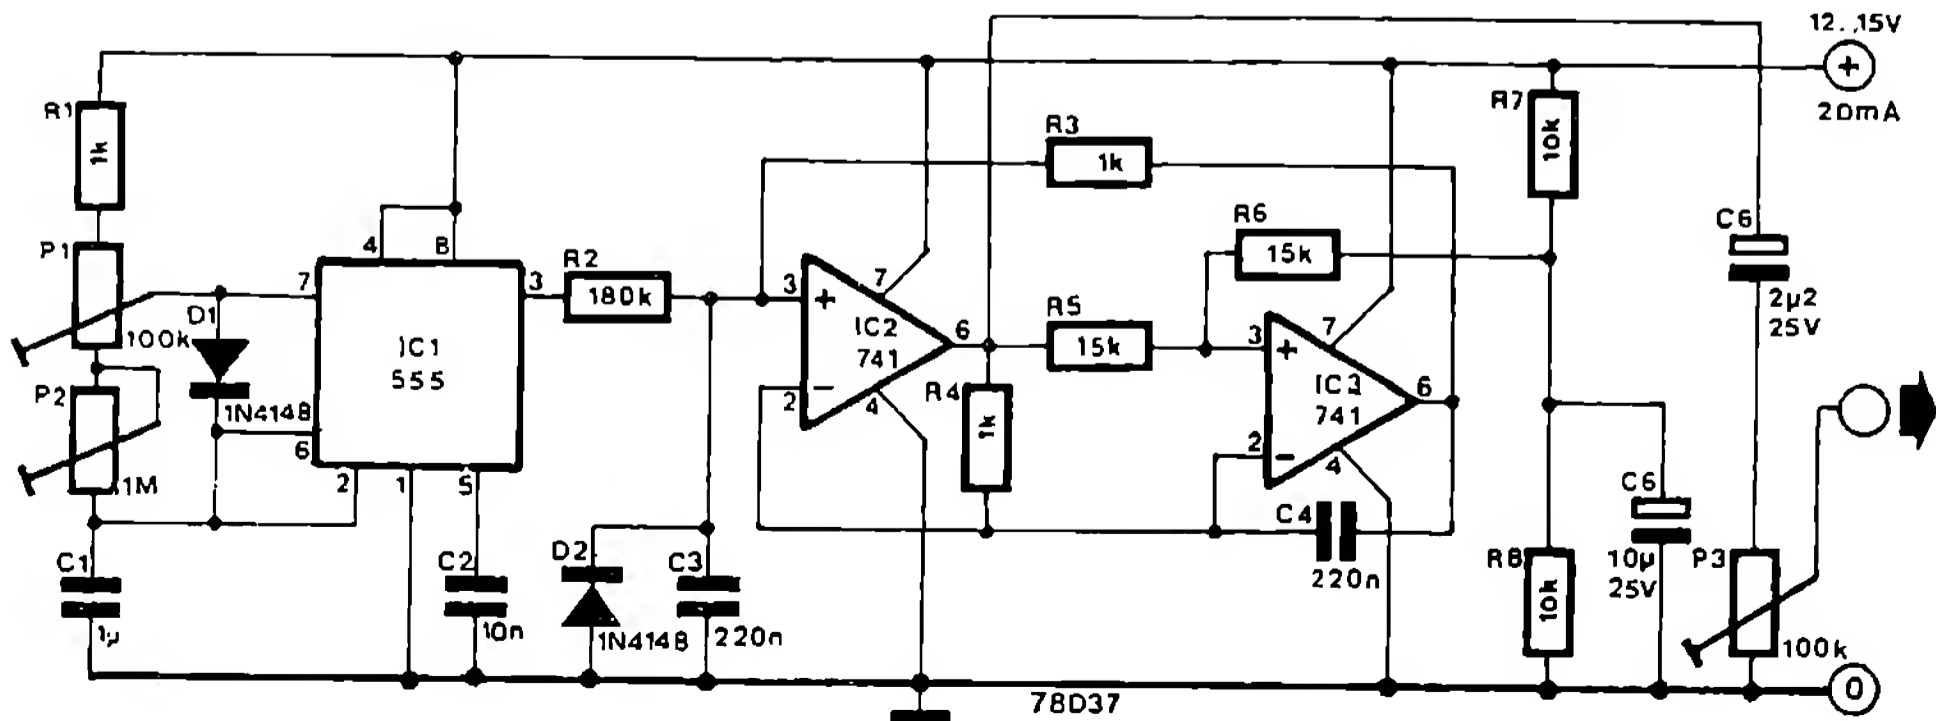 12..15V
+
20mA
R1
1k
R3
1k
R7
10k
P1
100k
4
8
7
3
R2
180k
D1
IC1
555
1N4148
6
2
1
5
P2
1M
R6
15k
C6
2µ2
25V
3
+
7
IC2
741
6
2
−
4
R5
15k
R4
1k
3
+
7
IC3
741
6
2
−
4
C4
220n
C1
1µ
C2
10n
D2
1N4148
C3
220n
R8
10k
C6
10µ
25V
P3
100k
78D37
0